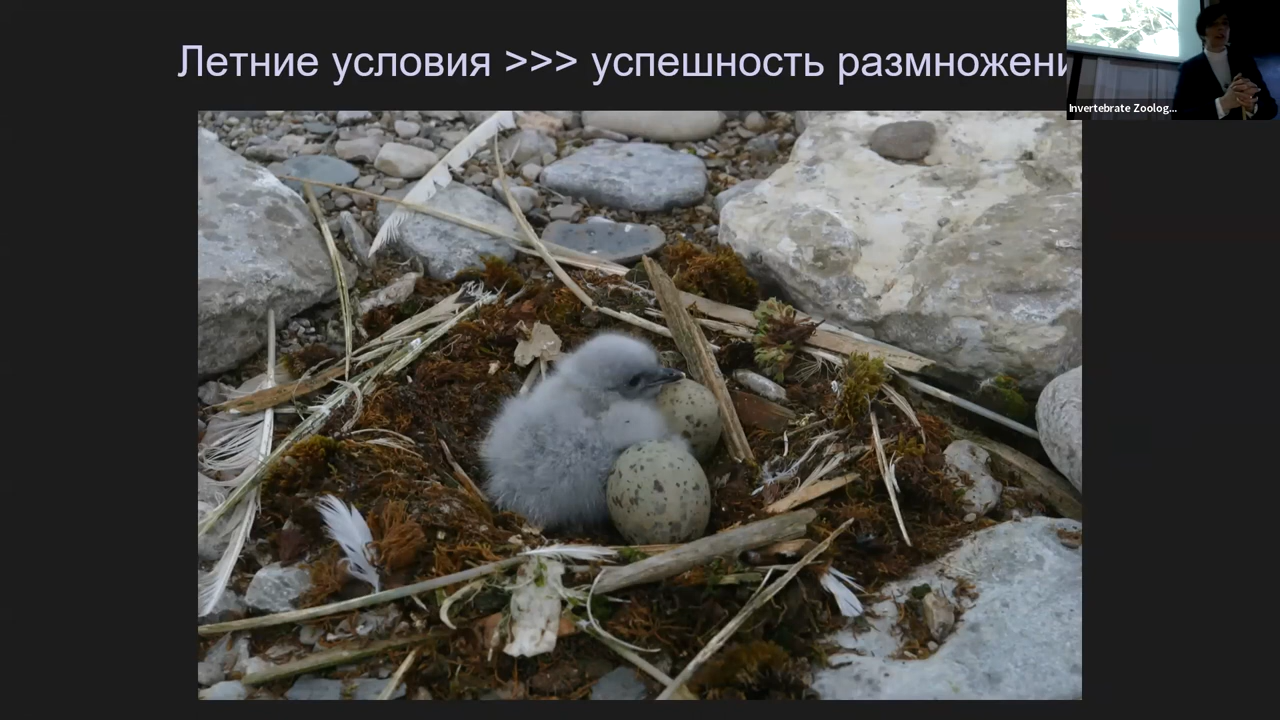 Летние условия >>> успешность размножени
Invertebrate Zoolog...